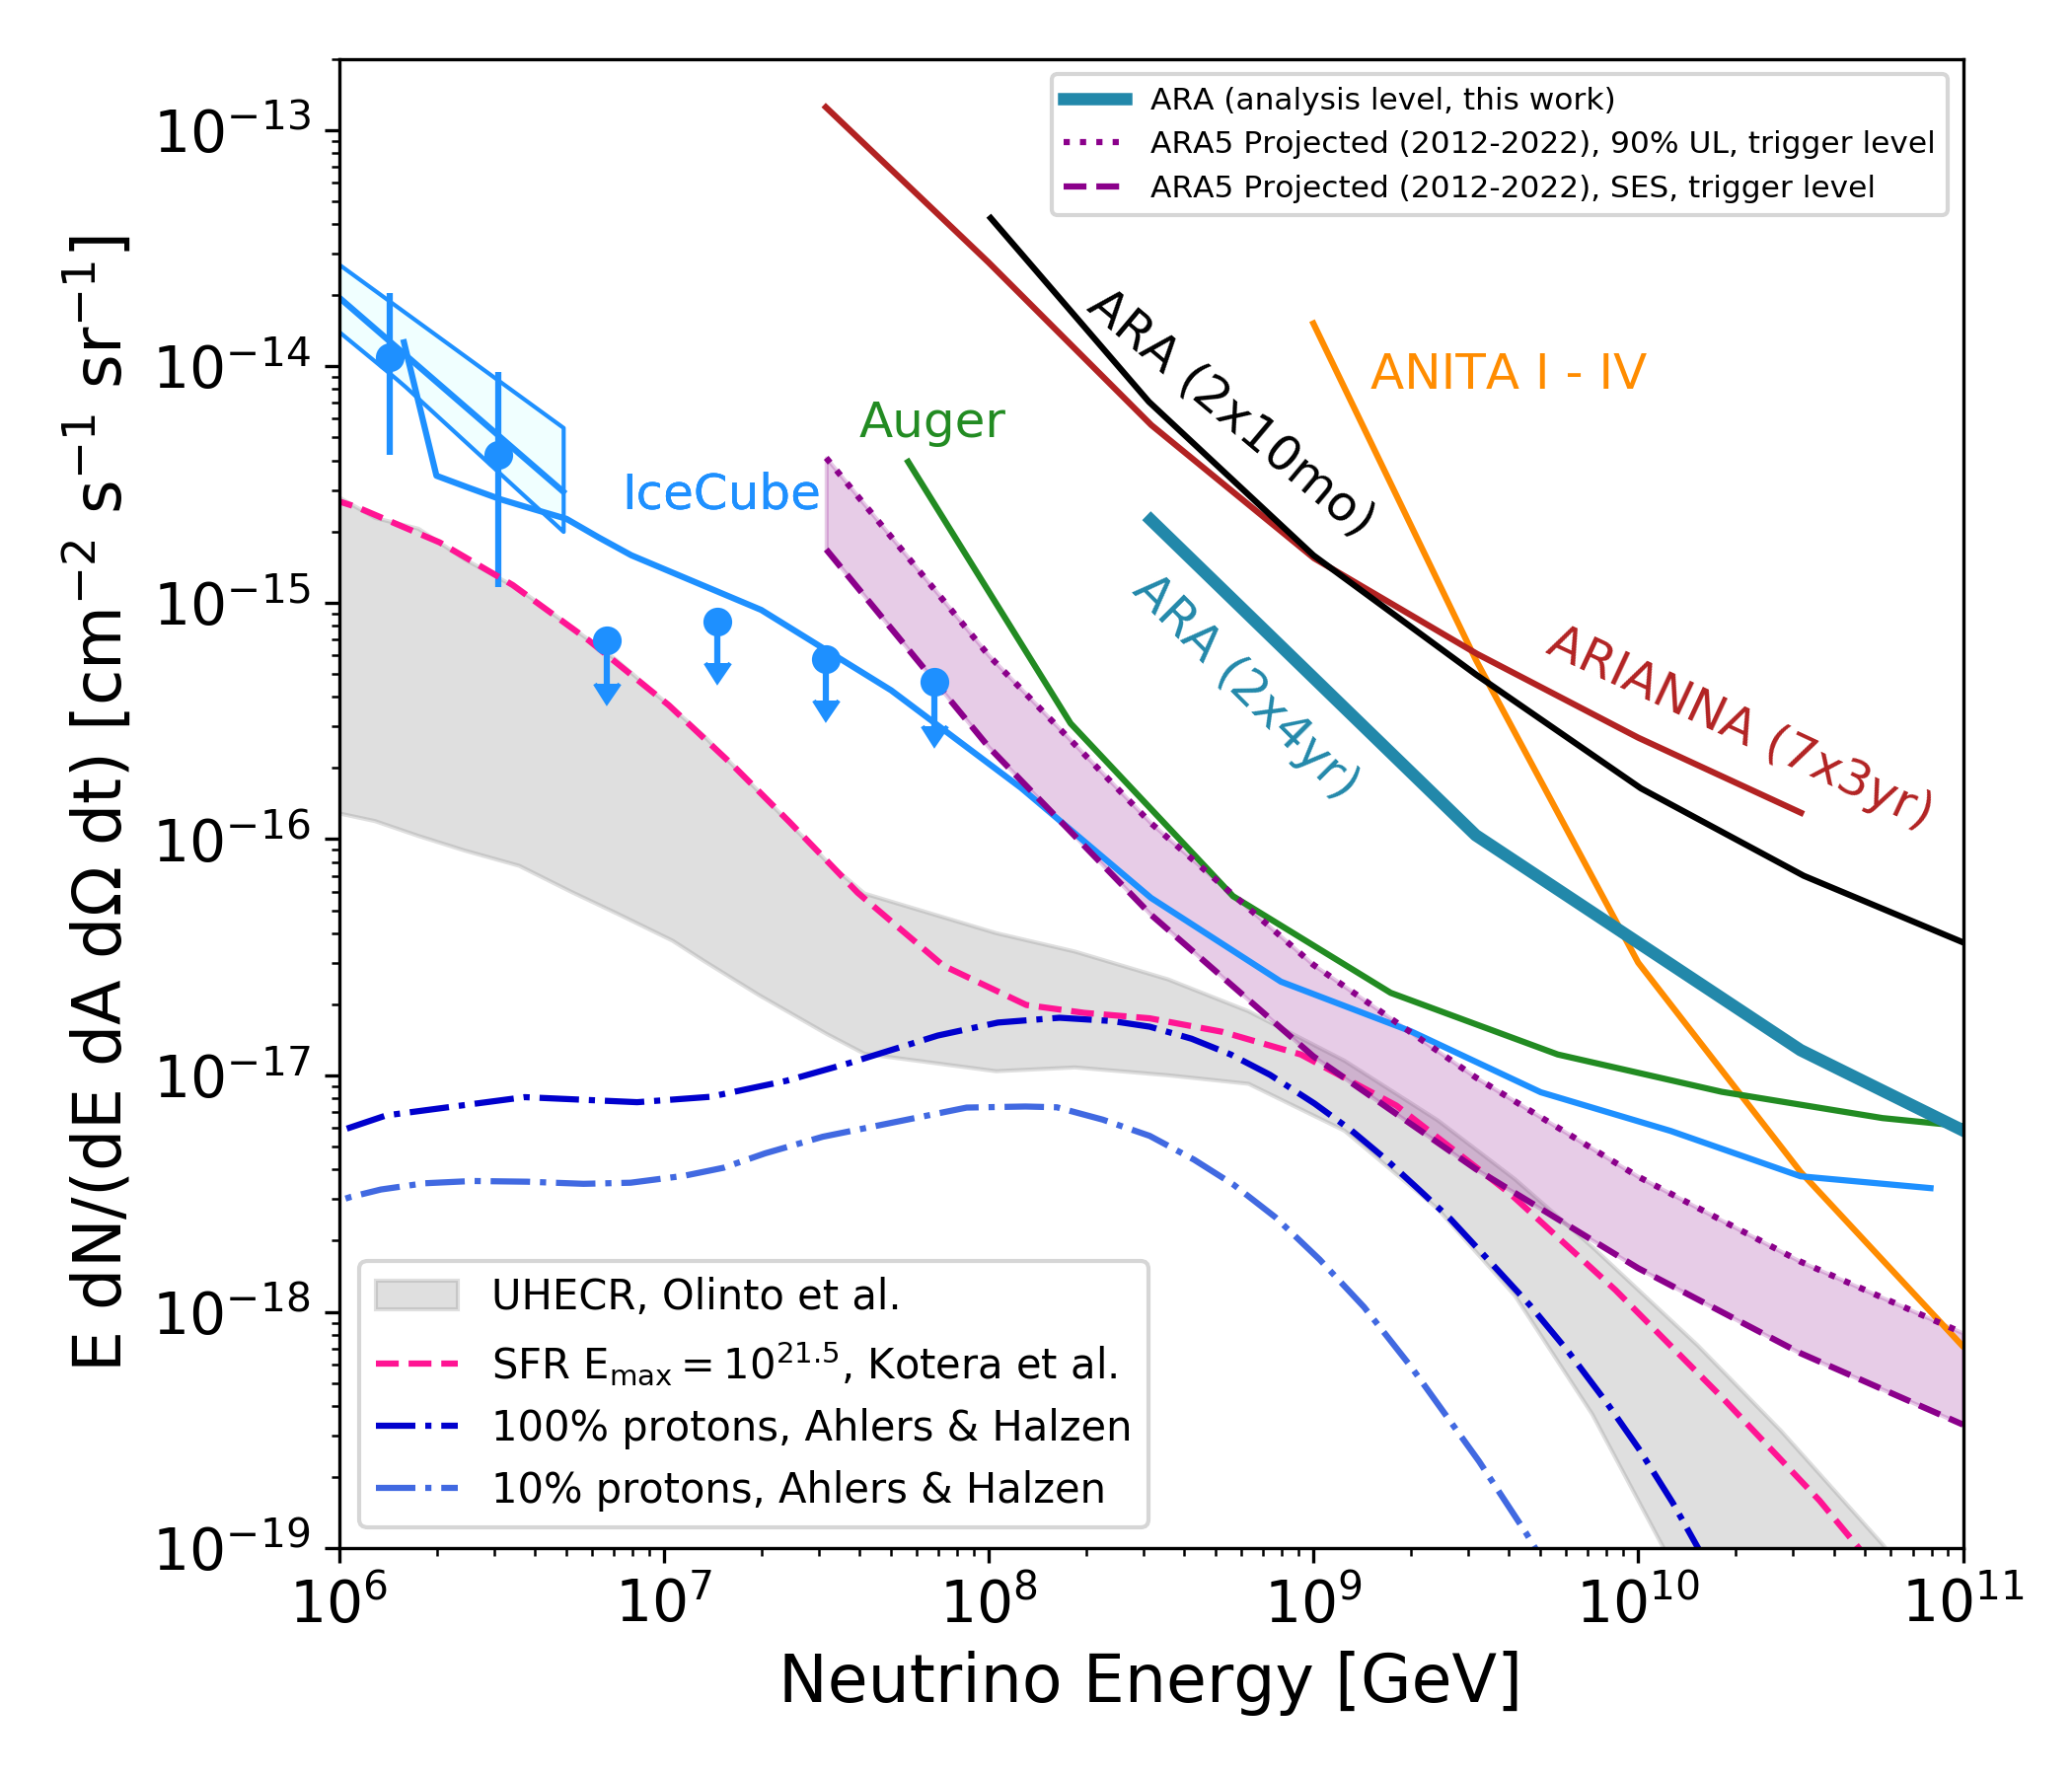 E dN/(dE dA dΩ dt) [cm⁻² s⁻¹ sr⁻¹]
10⁻¹³
10⁻¹⁴
10⁻¹⁵
10⁻¹⁶
10⁻¹⁷
10⁻¹⁸
10⁻¹⁹
ARA (analysis level, this work)
ARA5 Projected (2012-2022), 90% UL, trigger level
ARA5 Projected (2012-2022), SES, trigger level
ARA (2x10mo)
ANITA I - IV
Auger
IceCube
ARA (2x4yr)
ARIANNA (7x3yr)
UHECR, Olinto et al.
SFR E_max = 10²¹·⁵, Kotera et al.
100% protons, Ahlers & Halzen
10% protons, Ahlers & Halzen
10⁶ 10⁷ 10⁸ 10⁹ 10¹⁰ 10¹¹
Neutrino Energy [GeV]